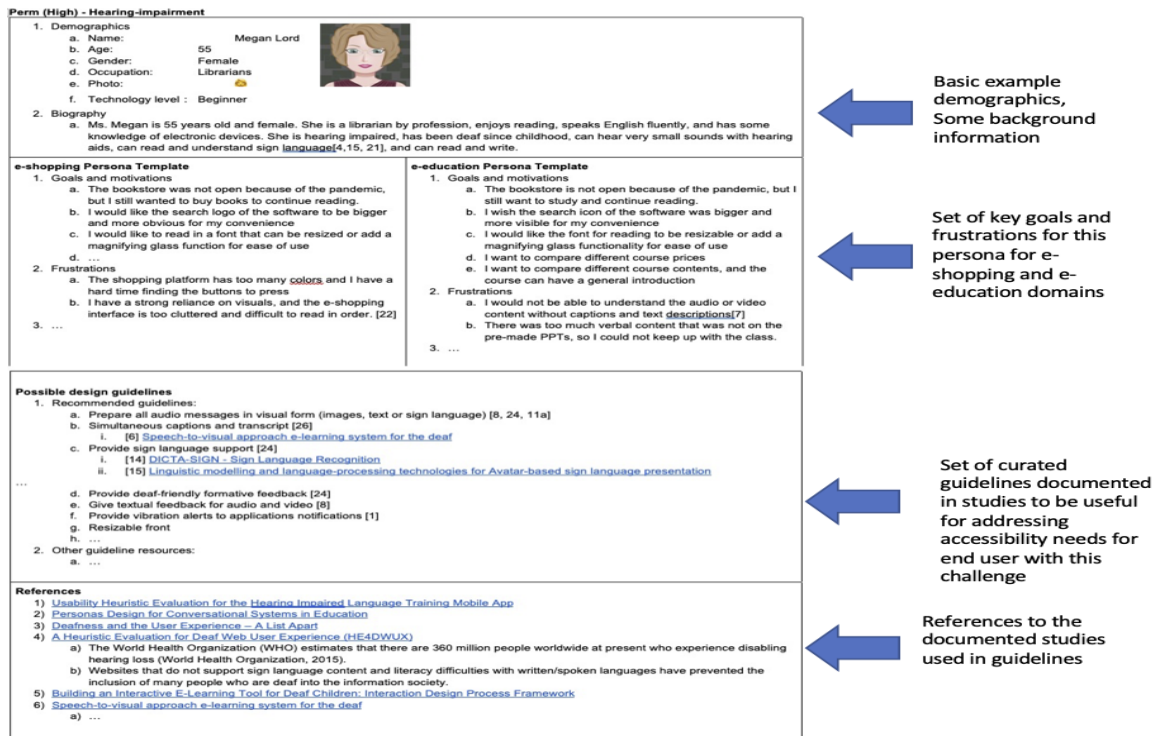 Perm (High) - Hearing-impairment
1. Demographics
a. Name: Megan Lord
b. Age: 55
c. Gender: Female
d. Occupation: Librarians
e. Photo:
f. Technology level : Beginner
2. Biography
a. Ms. Megan is 55 years old and female. She is a librarian by profession, enjoys reading, speaks English fluently, and has some
knowledge of electronic devices. She is hearing impaired, has been deaf since childhood, can hear very small sounds with hearing
aids, can read and understand sign language[4,15, 21], and can read and write.
Basic example
demographics,
Some background
information
e-shopping Persona Template
1. Goals and motivations
a. The bookstore was not open because of the pandemic,
but I still wanted to buy books to continue reading.
b. I would like the search logo of the software to be bigger
and more obvious for my convenience
c. I would like to read in a font that can be resized or add a
magnifying glass function for ease of use
d. ...
2. Frustrations
a. The shopping platform has too many colors and I have a
hard time finding the buttons to press
b. I have a strong reliance on visuals, and the e-shopping
interface is too cluttered and difficult to read in order. [22]
3. ...
e-education Persona Template
1. Goals and motivations
a. The bookstore is not open because of the pandemic, but I
still want to study and continue reading.
b. I wish the search icon of the software was bigger and
more visible for my convenience
c. I would like the font for reading to be resizable or add a
magnifying glass functionality for ease of use
d. I want to compare different course prices
e. I want to compare different course contents, and the
course can have a general introduction
2. Frustrations
a. I would not be able to understand the audio or video
content without captions and text descriptions[7]
b. There was too much verbal content that was not on the
pre-made PPTs, so I could not keep up with the class.
3. ...
Set of key goals and
frustrations for this
persona for e-
shopping and e-
education domains
Possible design guidelines
1. Recommended guidelines:
a. Prepare all audio messages in visual form (images, text or sign language) [8, 24, 11a]
b. Simultaneous captions and transcript [26]
i. [6] Speech-to-visual approach e-learning system for the deaf
c. Provide sign language support [24]
i. [14] DICTA-SIGN - Sign Language Recognition
ii. [15] Linguistic modelling and language-processing technologies for Avatar-based sign language presentation
...
d. Provide deaf-friendly formative feedback [24]
e. Give textual feedback for audio and video [8]
f. Provide vibration alerts to applications notifications [1]
g. Resizable front
h. ...
2. Other guideline resources:
a. ...
Set of curated
guidelines documented
in studies to be useful
for addressing
accessibility needs for
end user with this
challenge
References
1) Usability Heuristic Evaluation for the Hearing Impaired Language Training Mobile App
2) Personas Design for Conversational Systems in Education
3) Deafness and the User Experience – A List Apart
4) A Heuristic Evaluation for Deaf Web User Experience (HE4DWUX)
a) The World Health Organization (WHO) estimates that there are 360 million people worldwide at present who experience disabling
hearing loss (World Health Organization, 2015).
b) Websites that do not support sign language content and literacy difficulties with written/spoken languages have prevented the
inclusion of many people who are deaf into the information society.
5) Building an Interactive E-Learning Tool for Deaf Children: Interaction Design Process Framework
6) Speech-to-visual approach e-learning system for the deaf
a) ...
References to the
documented studies
used in guidelines